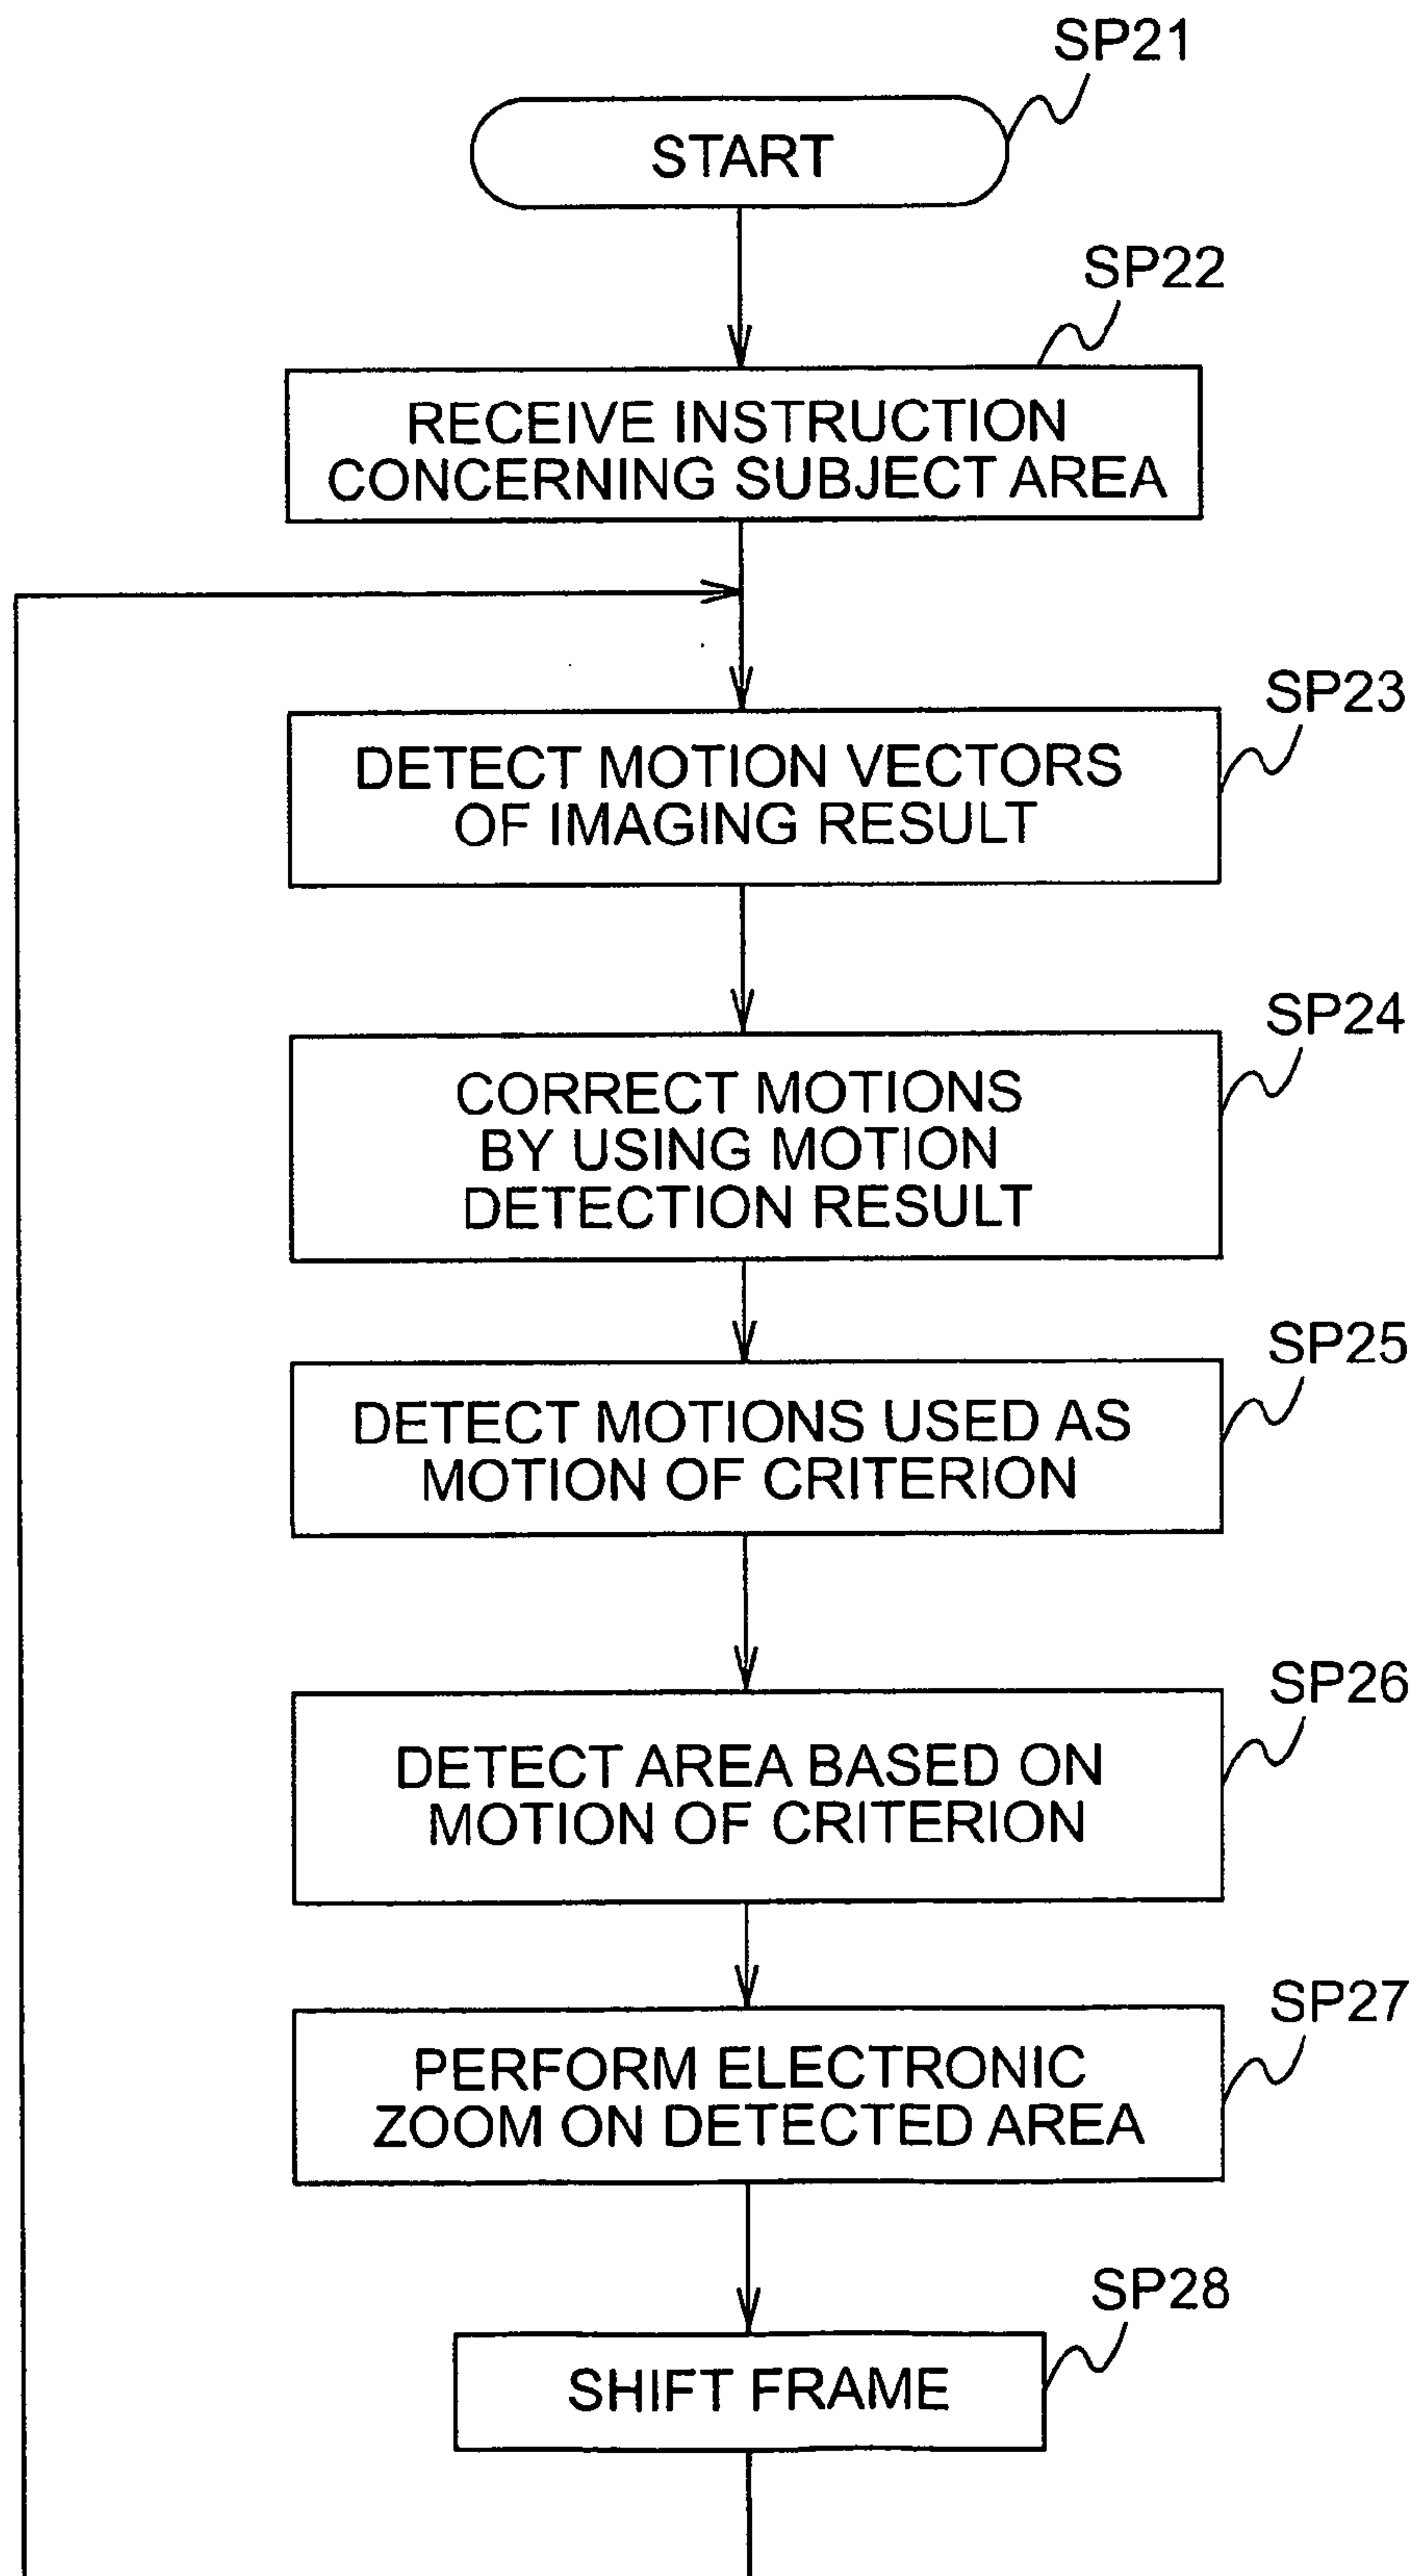 SP21
START
SP22
RECEIVE INSTRUCTION
CONCERNING SUBJECT AREA
SP23
DETECT MOTION VECTORS
OF IMAGING RESULT
SP24
CORRECT MOTIONS
BY USING MOTION
DETECTION RESULT
SP25
DETECT MOTIONS USED AS
MOTION OF CRITERION
SP26
DETECT AREA BASED ON
MOTION OF CRITERION
SP27
PERFORM ELECTRONIC
ZOOM ON DETECTED AREA
SP28
SHIFT FRAME